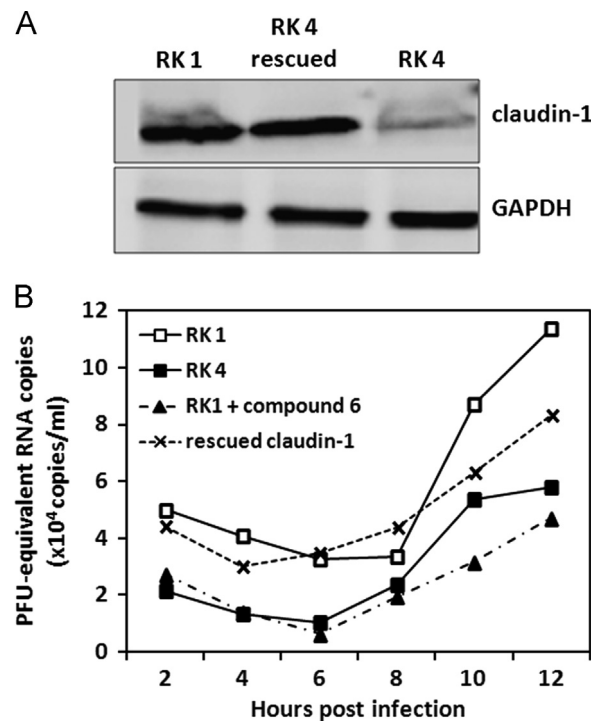 A
RK 1
RK 4
rescued
RK 4
claudin-1
GAPDH
B
PFU-equivalent RNA copies
(x10⁴ copies/ml)
12
10
8
6
4
2
0
RK 1
RK 4
RK1 + compound 6
rescued claudin-1
2 4 6 8 10 12
Hours post infection